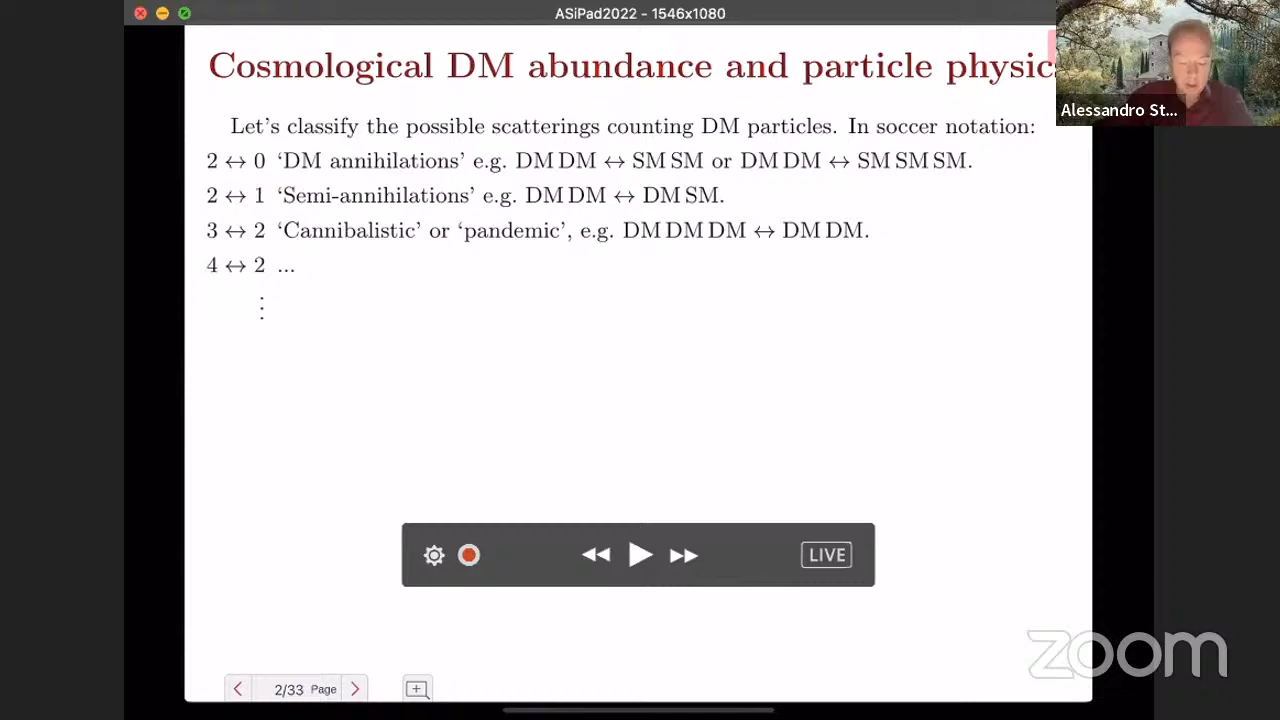 ASiPad2022 - 1546x1080
Cosmological DM abundance and particle physic
Alessandro St...
Let's classify the possible scatterings counting DM particles. In soccer notation:
2 ↔ 0 ‘DM annihilations’ e.g. DM DM ↔ SM SM or DM DM ↔ SM SM SM.
2 ↔ 1 ‘Semi-annihilations’ e.g. DM DM ↔ DM SM.
3 ↔ 2 ‘Cannibalistic’ or ‘pandemic’, e.g. DM DM DM ↔ DM DM.
4 ↔ 2 ...
⋮
LIVE
zoom
2/33 Page